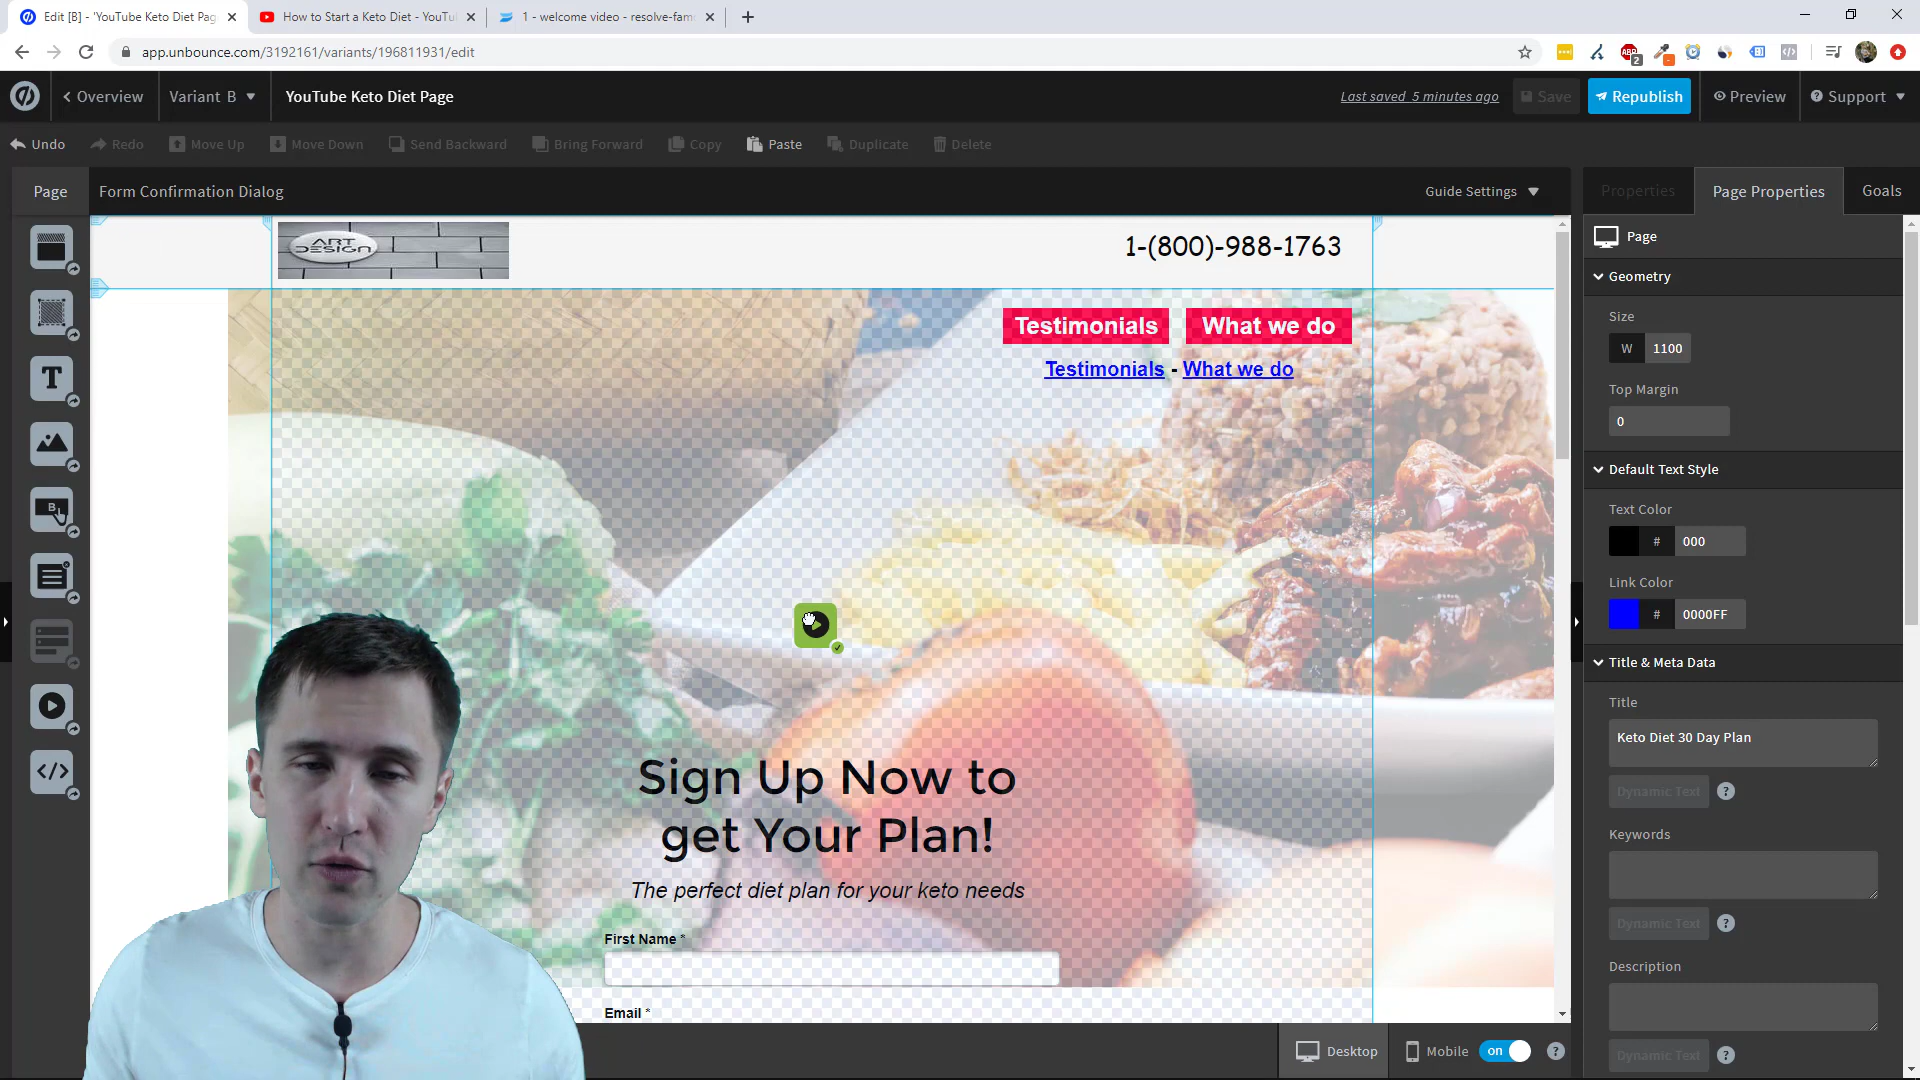 Edit [B] - 'YouTube Keto Diet Pag
How to Start a Keto Diet - YouTu
1 - welcome video - resolve-fam
app.unbounce.com/3192161/variants/196811931/edit
ABP
2
Overview
Variant B
YouTube Keto Diet Page
Last saved 5 minutes ago
Save
Republish
Preview
Support
Undo
Redo
Move Up
Move Down
Send Backward
Bring Forward
Copy
Paste
Duplicate
Delete
Page
Form Confirmation Dialog
Guide Settings
Properties
Page Properties
Goals
T
B
</>
ART
DESIGN
1-(800)-988-1763
Testimonials
What we do
Testimonials - What we do
Sign Up Now to
get Your Plan!
The perfect diet plan for your keto needs
First Name *
Email *
Page
Geometry
Size
W 1100
Top Margin
0
Default Text Style
Text Color
# 000
Link Color
# 0000FF
Title & Meta Data
Title
Keto Diet 30 Day Plan
Dynamic Text ?
Keywords
Dynamic Text ?
Description
Dynamic Text ?
Desktop
Mobile
on
?